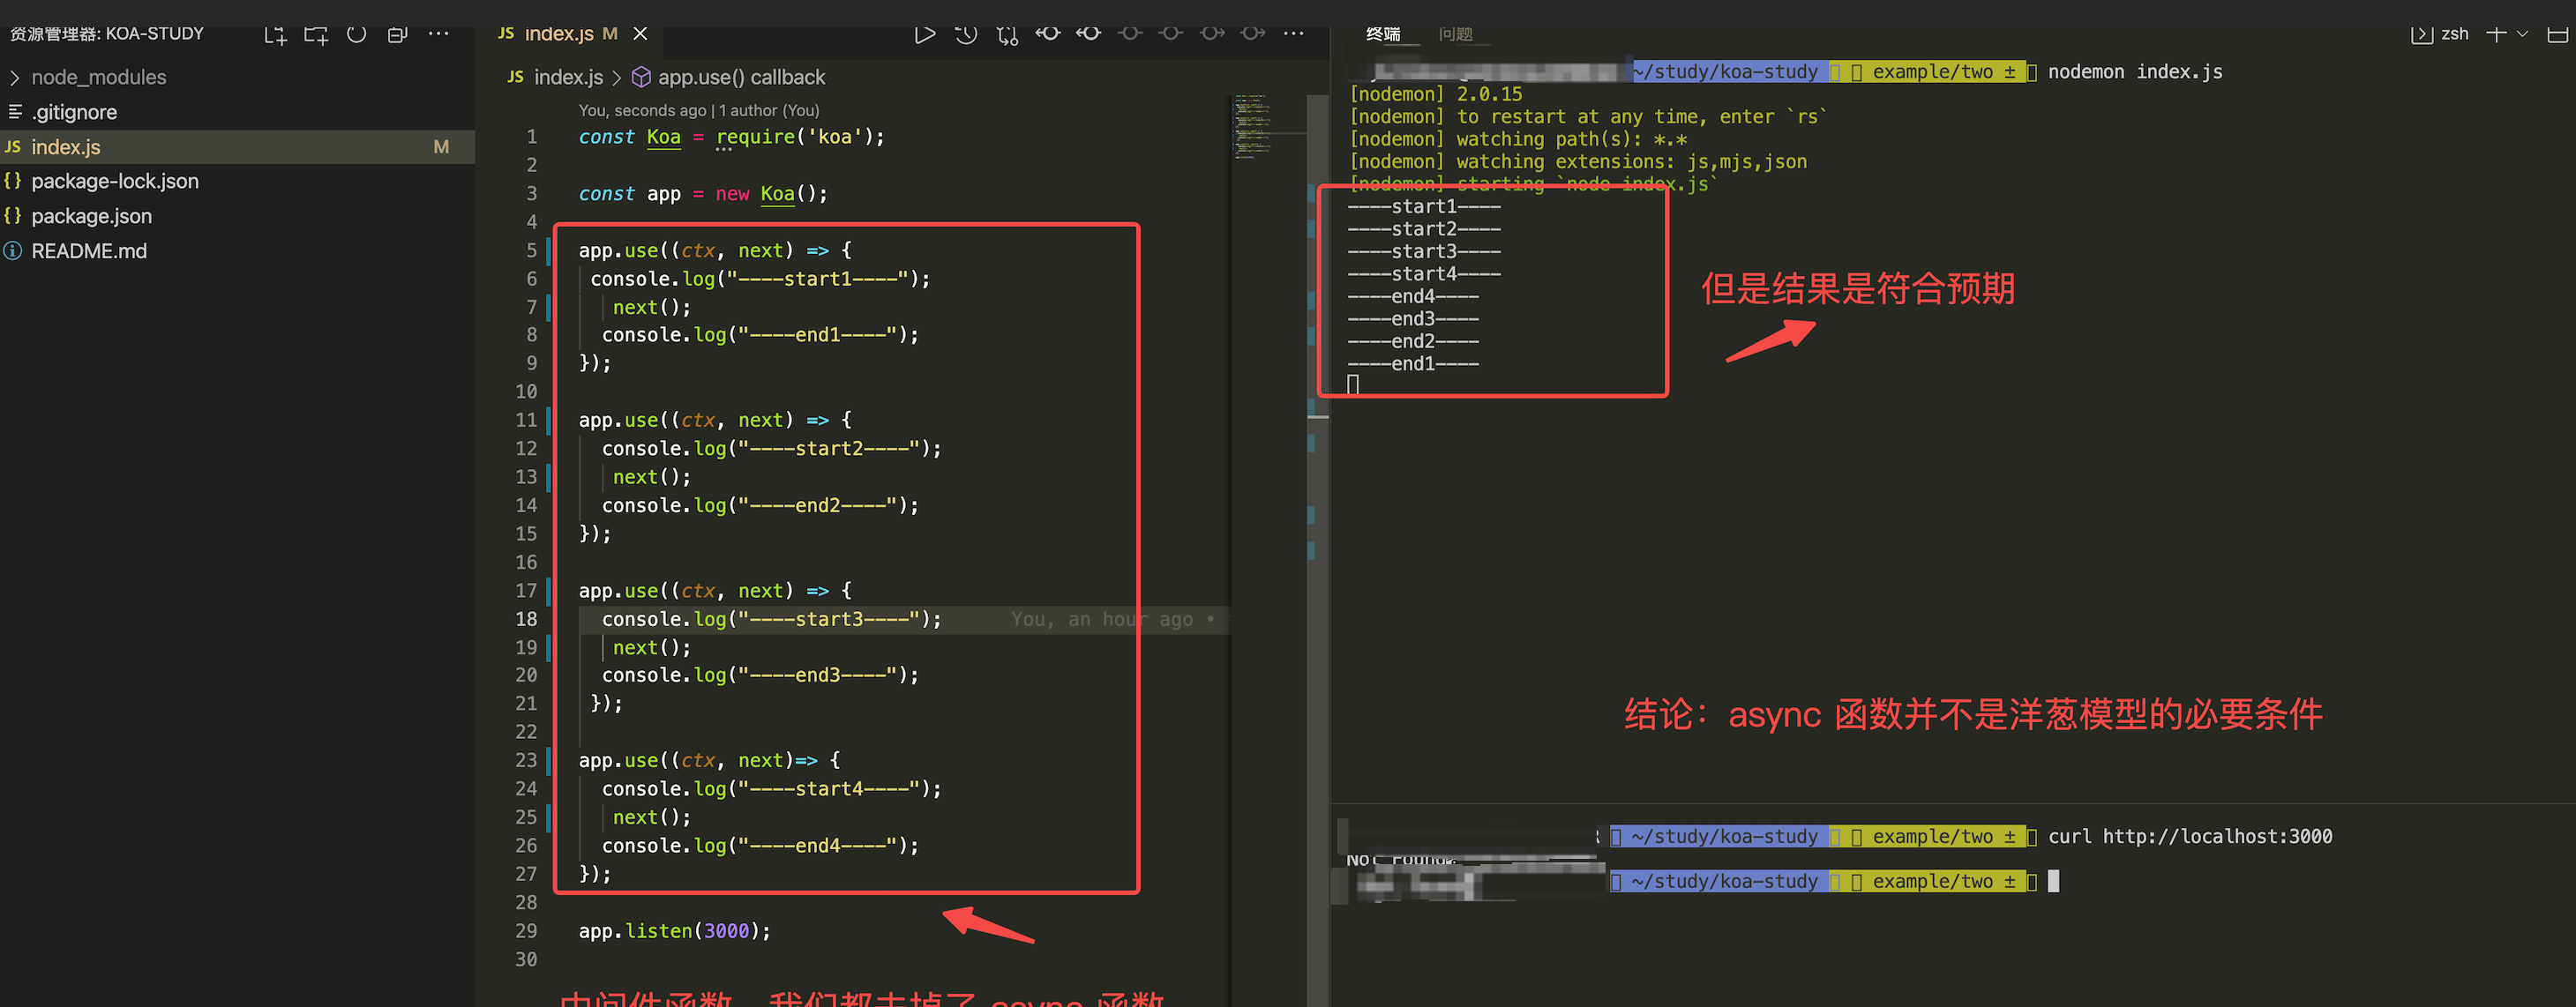 资源管理器: KOA-STUDY
node_modules
.gitignore
JS index.js M
{} package-lock.json
{} package.json
README.md
JS index.js M
JS index.js > app.use() callback
You, seconds ago | 1 author (You)
1 const Koa = require('koa');
2
3 const app = new Koa();
4
5 app.use((ctx, next) => {
6 console.log("----start1----");
7 next();
8 console.log("----end1----");
9 });
10
11 app.use((ctx, next) => {
12 console.log("----start2----");
13 next();
14 console.log("----end2----");
15 });
16
17 app.use((ctx, next) => {
18 console.log("----start3----"); You, an hour ago •
19 next();
20 console.log("----end3----");
21 });
22
23 app.use((ctx, next)=> {
24 console.log("----start4----");
25 next();
26 console.log("----end4----");
27 });
28
29 app.listen(3000);
30
中间件函数 我们都去掉了 async 函数
终端 问题 zsh
~/study/koa-study example/two ± nodemon index.js
[nodemon] 2.0.15
[nodemon] to restart at any time, enter `rs`
[nodemon] watching path(s): *.*
[nodemon] watching extensions: js,mjs,json
[nodemon] starting `node index.js`
----start1----
----start2----
----start3----
----start4----
----end4----
----end3----
----end2----
----end1----
但是结果是符合预期
结论：async 函数并不是洋葱模型的必要条件
~/study/koa-study example/two ± curl http://localhost:3000
Not Found
~/study/koa-study example/two ±